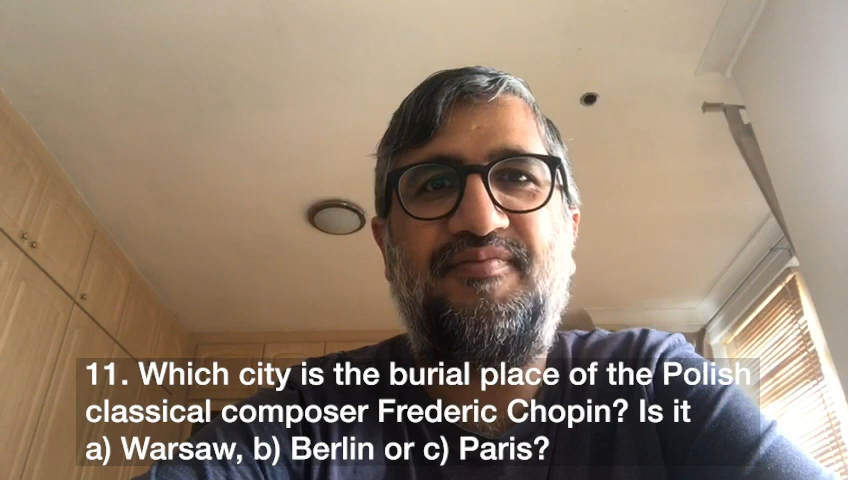 11. Which city is the burial place of the Polish
classical composer Frederic Chopin? Is it
a) Warsaw, b) Berlin or c) Paris?